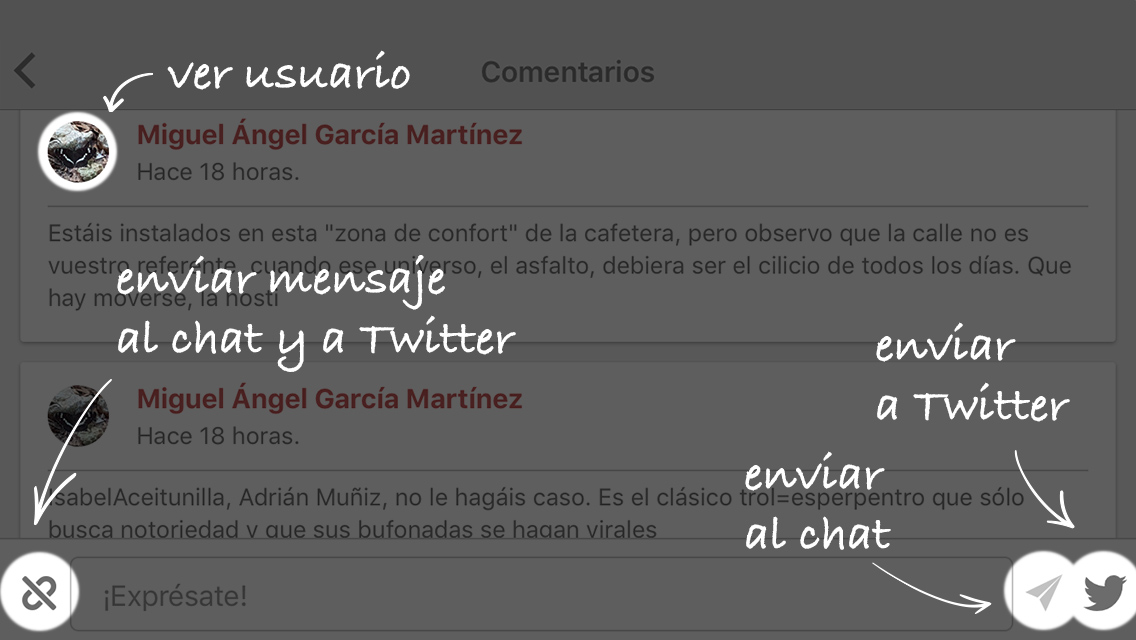 ver usuario
Comentarios
Miguel Ángel García Martínez
Hace 18 horas.
Estáis instalados en esta "zona de confort" de la cafetera, pero observo que la calle no es
vuestro referente, cuando ese universo, el asfalto, debiera ser el cilicio de todos los días. Que
hay moverse, la hosti
enviar mensaje
al chat y a Twitter
enviar
a Twitter
Miguel Ángel García Martínez
Hace 18 horas.
IsabelAceitunilla, Adrián Muñiz, no le hagáis caso. Es el clásico trol=esperpentro que sólo
busca notoriedad y que sus bufonadas se hagan virales
enviar
al chat
¡Exprésate!